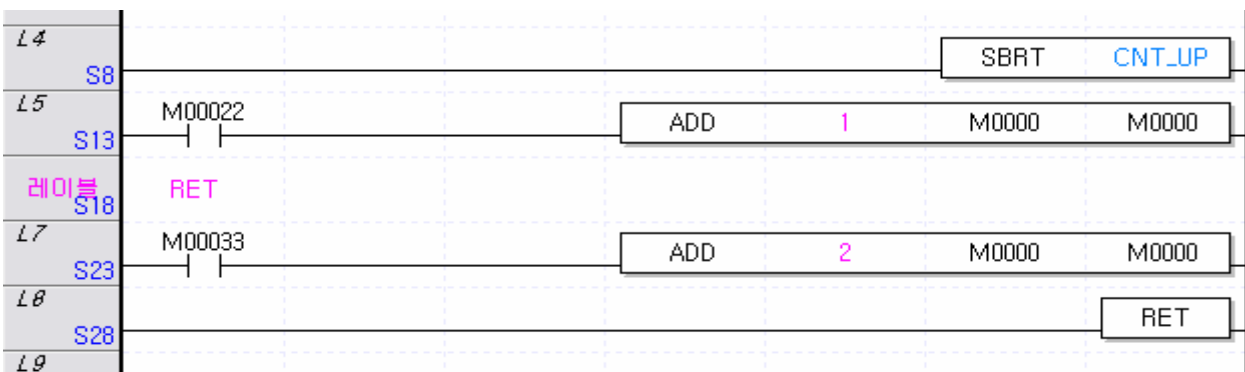 L4
S8 SBRT CNT_UP
L5 M00022
S13 ADD 1 M0000 M0000
레이블 RET
S18
L7 M00033
S23 ADD 2 M0000 M0000
L8
S28 RET
L9